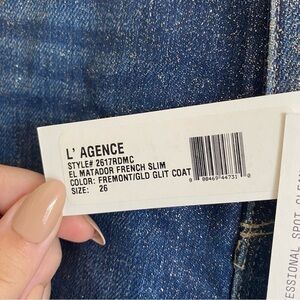 L' AGENCE
STYLE# 2617RDMC
EL MATADOR FRENCH SLIM
COLOR: FREMONT/GLD GLIT COAT
SIZE: 26